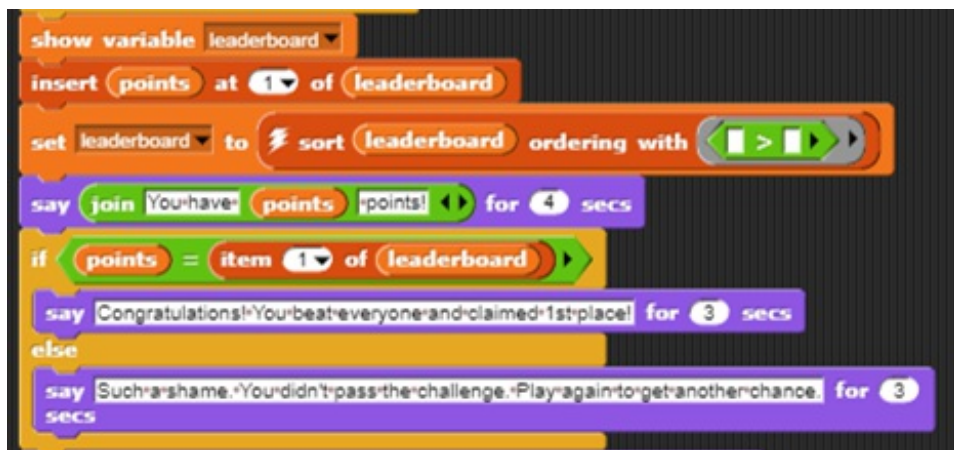 show variable leaderboard
insert points at 1 of leaderboard
set leaderboard to sort leaderboard ordering with >
say join You have points points! for 4 secs
if points = item 1 of leaderboard
say Congratulations! You beat everyone and claimed 1st place! for 3 secs
else
say Such a shame. You didn't pass the challenge. Play again to get another chance. for 3
secs